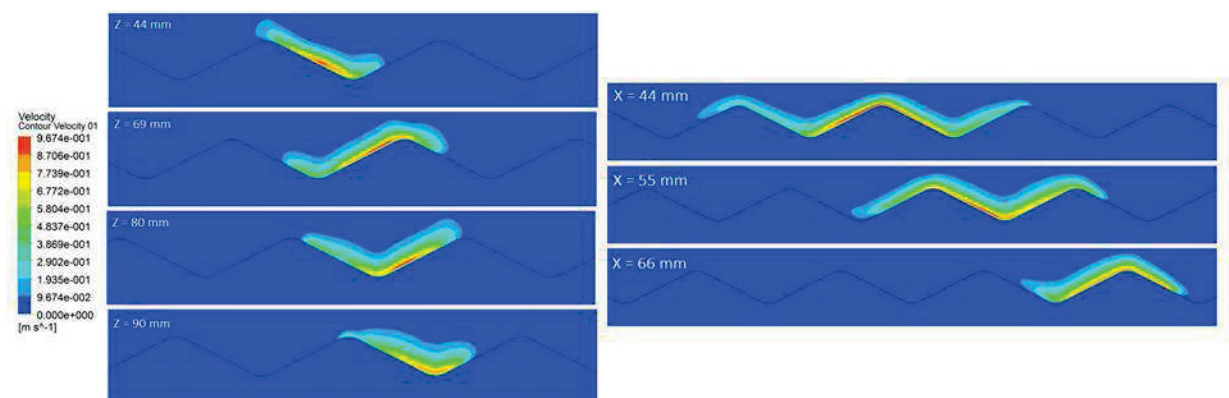 Z = 44 mm
Z = 69 mm
Z = 80 mm
Z = 90 mm
Velocity
Contour Velocity 01
9.674e-001
8.706e-001
7.739e-001
6.772e-001
5.804e-001
4.837e-001
3.869e-001
2.902e-001
1.935e-001
9.674e-002
0.000e+000
[m s^-1]
X = 44 mm
X = 55 mm
X = 66 mm